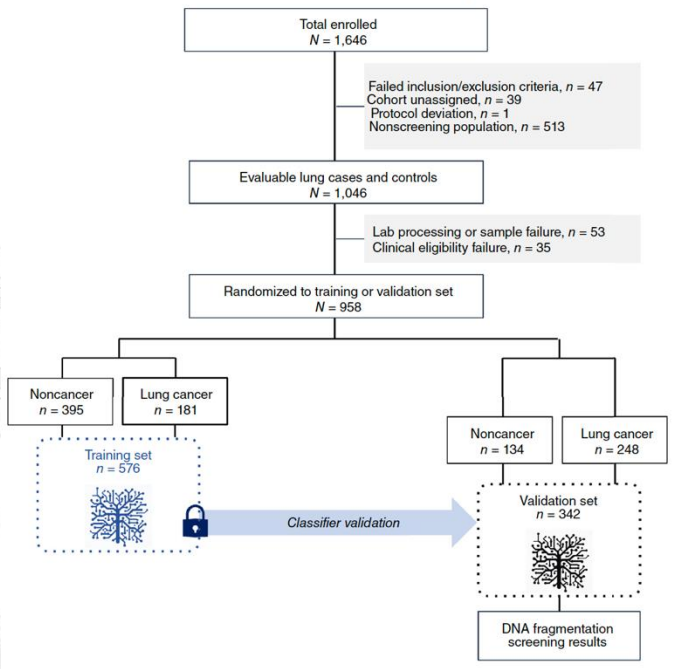 Total enrolled
N = 1,646
Failed inclusion/exclusion criteria, n = 47
Cohort unassigned, n = 39
Protocol deviation, n = 1
Nonscreening population, n = 513
Evaluable lung cases and controls
N = 1,046
Lab processing or sample failure, n = 53
Clinical eligibility failure, n = 35
Randomized to training or validation set
N = 958
Noncancer
n = 395
Lung cancer
n = 181
Training set
n = 576
Classifier validation
Noncancer
n = 134
Lung cancer
n = 248
Validation set
n = 342
DNA fragmentation
screening results